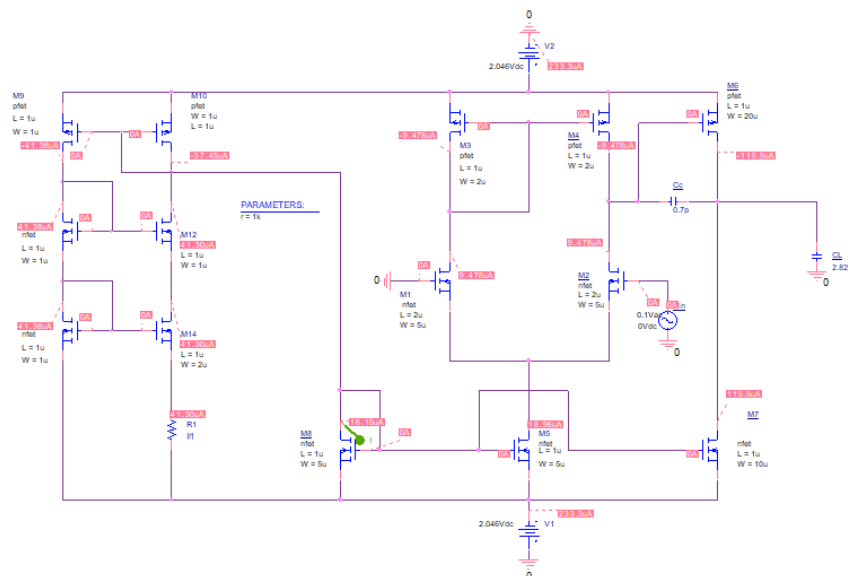 0
V2
2.046Vdc
233.3uA
M9
pfet
L = 1u
W = 1u
M10
pfet
W = 1u
L = 1u
M6
pfet
L = 1u
W = 20u
0A
0A
0A
0A
M3
pfet
L = 1u
W = 2u
M4
pfet
L = 1u
W = 2u
-41.38uA
0A
-57.45uA
-9.478uA
-9.478uA
-115.5uA
Cc
0.7p
PARAMETERS:
r = 1k
41.38uA
0A
0A
nfet
L = 1u
W = 1u
M12
41.30uA
L = 1u
W = 1u
9.478uA
CL
2.82
0
0
0A
9.478uA
M1
nfet
L = 2u
W = 5u
M2
nfet
L = 2u
W = 5u
0A
0A
0.1Vac
0Vdc
0
41.38uA
0A
0A
nfet
L = 1u
W = 1u
M14
41.30uA
L = 1u
W = 2u
41.30uA
R1
{r}
M8
nfet
L = 1u
W = 5u
16.15uA
I
0A
18.96uA
M5
nfet
L = 1u
W = 5u
0A
115.5uA
M7
0A
nfet
L = 1u
W = 10u
233.3uA
2.046Vdc
V1
0